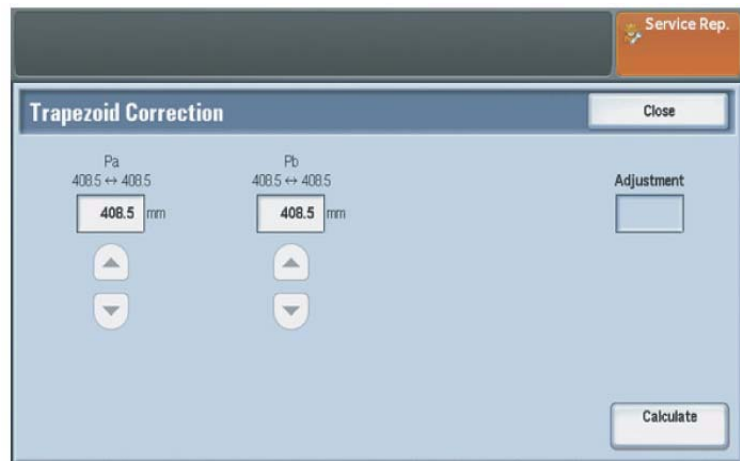 Service Rep.
Trapezoid Correction
Close
Pa
408.5 ↔ 408.5
408.5 mm
Pb
408.5 ↔ 408.5
408.5 mm
Adjustment
Calculate